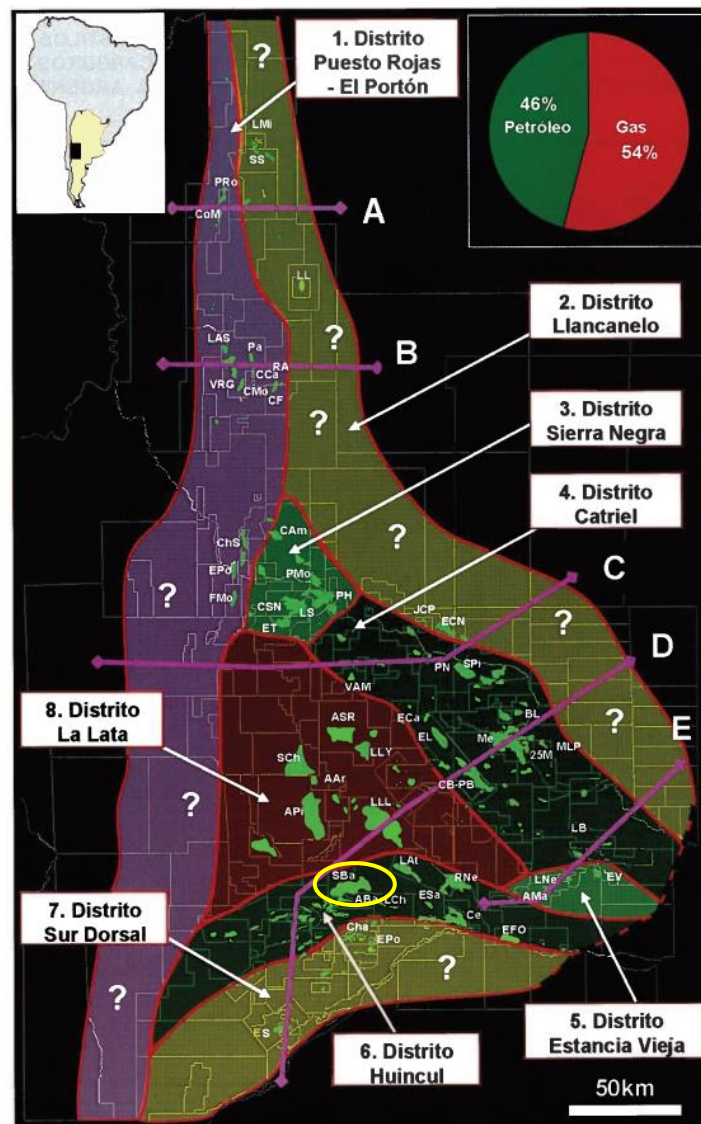 1. Distrito
Puesto Rojas
- El Portón
46%
Petróleo
Gas
54%
?
LMi
SS
PRo
CoM
A
LL
2. Distrito
Llancanelo
?
LAS
Pa
B
RA
CCa
VRG
CMo
CF
?
3. Distrito
Sierra Negra
4. Distrito
Catriel
CAm
?
ChS
PMo
C
EPo
?
FMo
PH
CSN
LS
JCP
ECN
?
ET
D
PN
SPi
VAM
8. Distrito
La Lata
ASR
ECa
BL
?
E
LLY
EL
Me
SCh
25M
MLP
?
AAr
CB-PB
APi
LLL
LB
LAt
SBa
RNe
LNe
EV
7. Distrito
Sur Dorsal
ABa
LCh
ESa
AMa
Ce
Cha
EFO
EPo
?
?
ES
6. Distrito
Huincul
5. Distrito
Estancia Vieja
50km